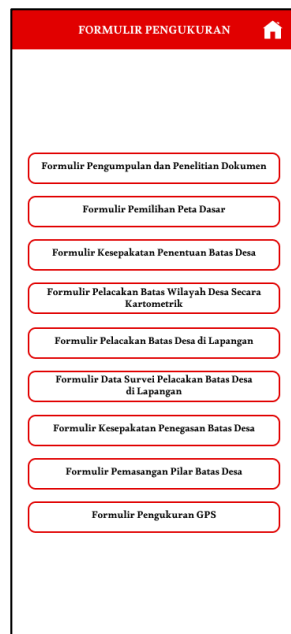 FORMULIR PENGUKURAN
Formulir Pengumpulan dan Penelitian Dokumen
Formulir Pemilihan Peta Dasar
Formulir Kesepakatan Penentuan Batas Desa
Formulir Pelacakan Batas Wilayah Desa Secara
Kartometrik
Formulir Pelacakan Batas Desa di Lapangan
Formulir Data Survei Pelacakan Batas Desa
di Lapangan
Formulir Kesepakatan Penegasan Batas Desa
Formulir Pemasangan Pilar Batas Desa
Formulir Pengukuran GPS